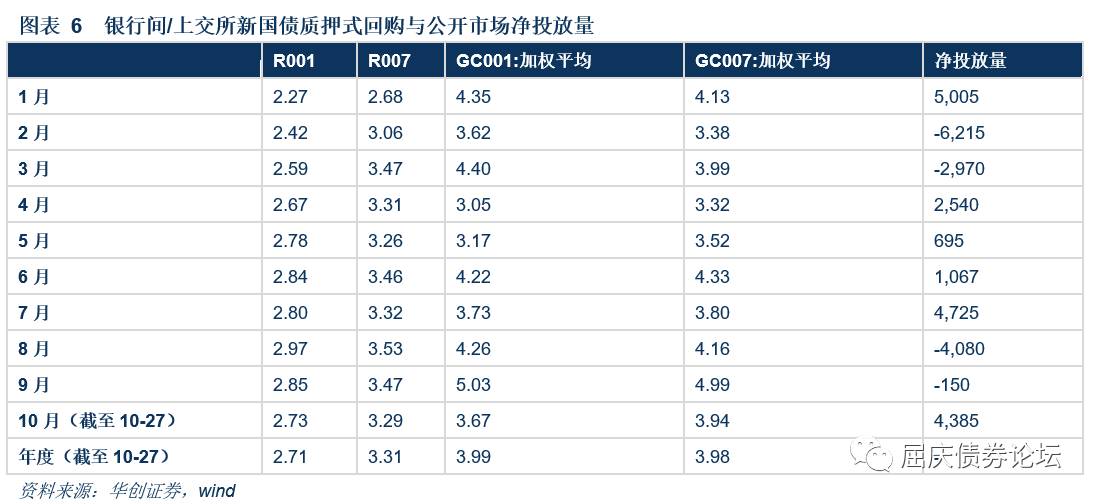 图表 6 银行间/上交所新国债质押式回购与公开市场净投放量
R001 R007 GC001:加权平均 GC007:加权平均 净投放量
1 月 2.27 2.68 4.35 4.13 5,005
2 月 2.42 3.06 3.62 3.38 -6,215
3 月 2.59 3.47 4.40 3.99 -2,970
4 月 2.67 3.31 3.05 3.32 2,540
5 月 2.78 3.26 3.17 3.52 695
6 月 2.84 3.46 4.22 4.33 1,067
7 月 2.80 3.32 3.73 3.80 4,725
8 月 2.97 3.53 4.26 4.16 -4,080
9 月 2.85 3.47 5.03 4.99 -150
10 月（截至 10-27） 2.73 3.29 3.67 3.94 4,385
年度（截至 10-27） 2.71 3.31 3.99 3.98
屈庆债券论坛
资料来源：华创证券，wind